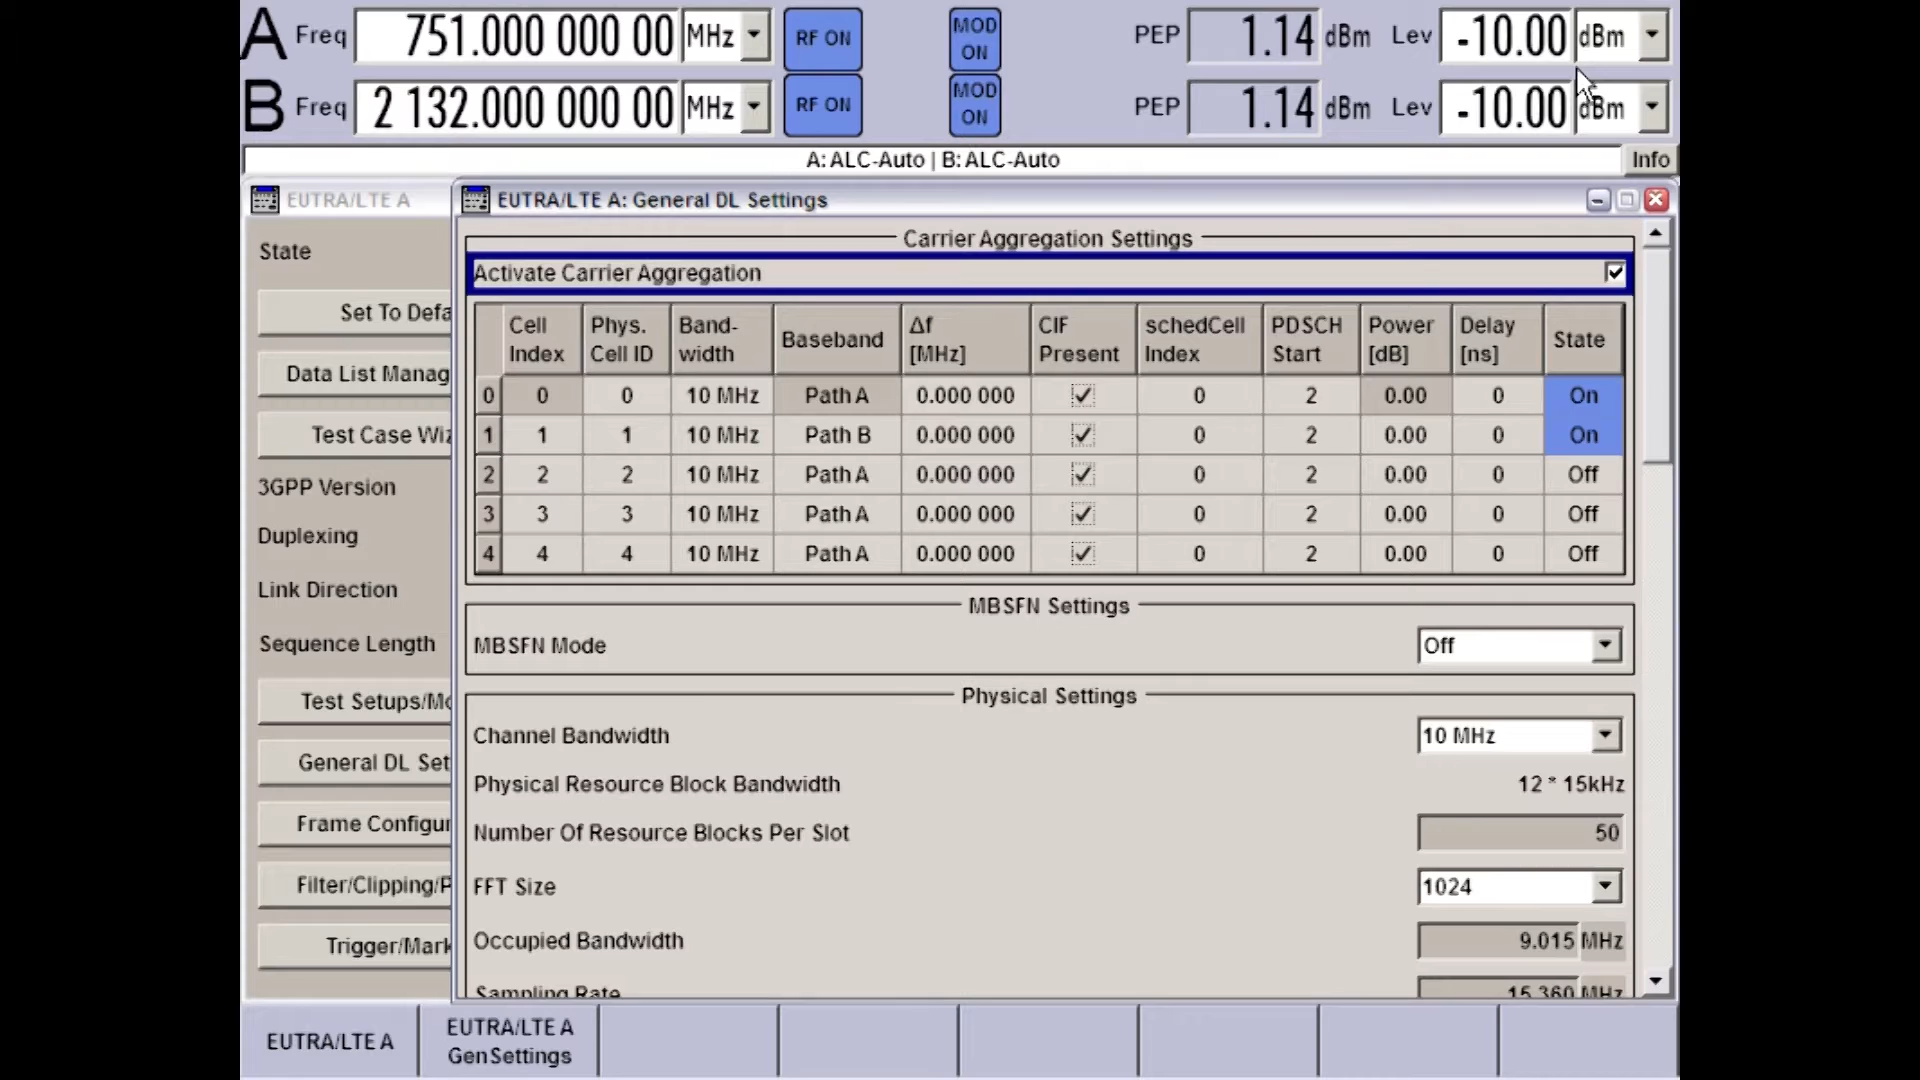 A Freq 751.000 000 00 MHz RF ON MOD ON PEP 1.14 dBm Lev -10.00 dBm
B Freq 2 132.000 000 00 MHz RF ON MOD ON PEP 1.14 dBm Lev -10.00 dBm
A: ALC-Auto | B: ALC-Auto Info
EUTRA/LTE A
State
Set To Defa
Data List Manag
Test Case Wiz
3GPP Version
Duplexing
Link Direction
Sequence Length
Test Setups/Mo
General DL Set
Frame Configur
Filter/Clipping/P
Trigger/Mark
EUTRA/LTE A: General DL Settings
Carrier Aggregation Settings
Activate Carrier Aggregation
Cell Index Phys. Cell ID Band-width Baseband Δf [MHz] CIF Present schedCell Index PDSCH Start Power [dB] Delay [ns] State
0 0 0 10 MHz Path A 0.000 000 0 2 0.00 0 On
1 1 1 10 MHz Path B 0.000 000 0 2 0.00 0 On
2 2 2 10 MHz Path A 0.000 000 0 2 0.00 0 Off
3 3 3 10 MHz Path A 0.000 000 0 2 0.00 0 Off
4 4 4 10 MHz Path A 0.000 000 0 2 0.00 0 Off
MBSFN Settings
MBSFN Mode Off
Physical Settings
Channel Bandwidth 10 MHz
Physical Resource Block Bandwidth 12 * 15kHz
Number Of Resource Blocks Per Slot 50
FFT Size 1024
Occupied Bandwidth 9.015 MHz
Sampling Rate 15.360 MHz
EUTRA/LTE A
EUTRA/LTE A
Gen Settings